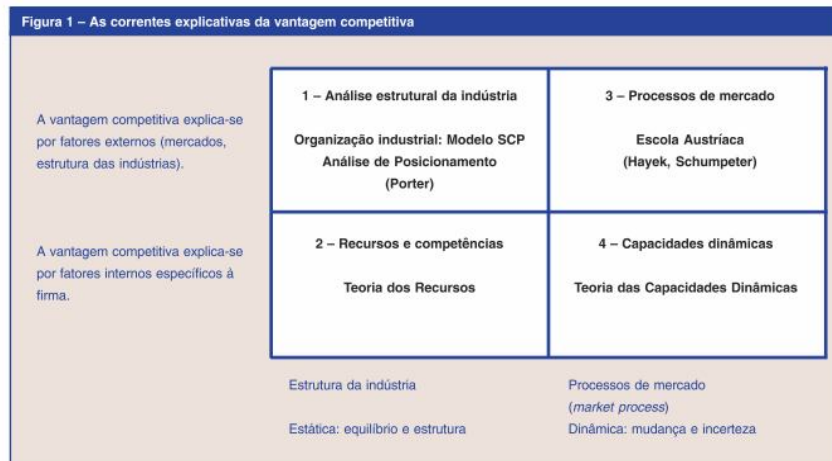 Figura 1 – As correntes explicativas da vantagem competitiva
A vantagem competitiva explica-se
por fatores externos (mercados,
estrutura das indústrias).
1 – Análise estrutural da indústria
Organização industrial: Modelo SCP
Análise de Posicionamento
(Porter)
3 – Processos de mercado
Escola Austríaca
(Hayek, Schumpeter)
A vantagem competitiva explica-se
por fatores internos específicos à
firma.
2 – Recursos e competências
Teoria dos Recursos
4 – Capacidades dinâmicas
Teoria das Capacidades Dinâmicas
Estrutura da indústria
Estática: equilíbrio e estrutura
Processos de mercado
(market process)
Dinâmica: mudança e incerteza